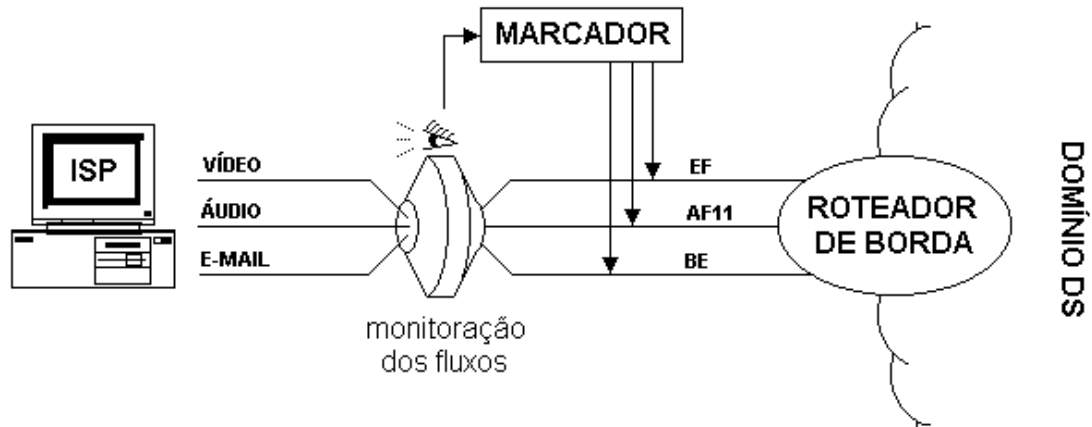 MARCADOR
ISP
VÍDEO
ÁUDIO
E-MAIL
EF
AF11
BE
ROTEADOR
DE BORDA
monitoração
dos fluxos
DOMÍNIO DS